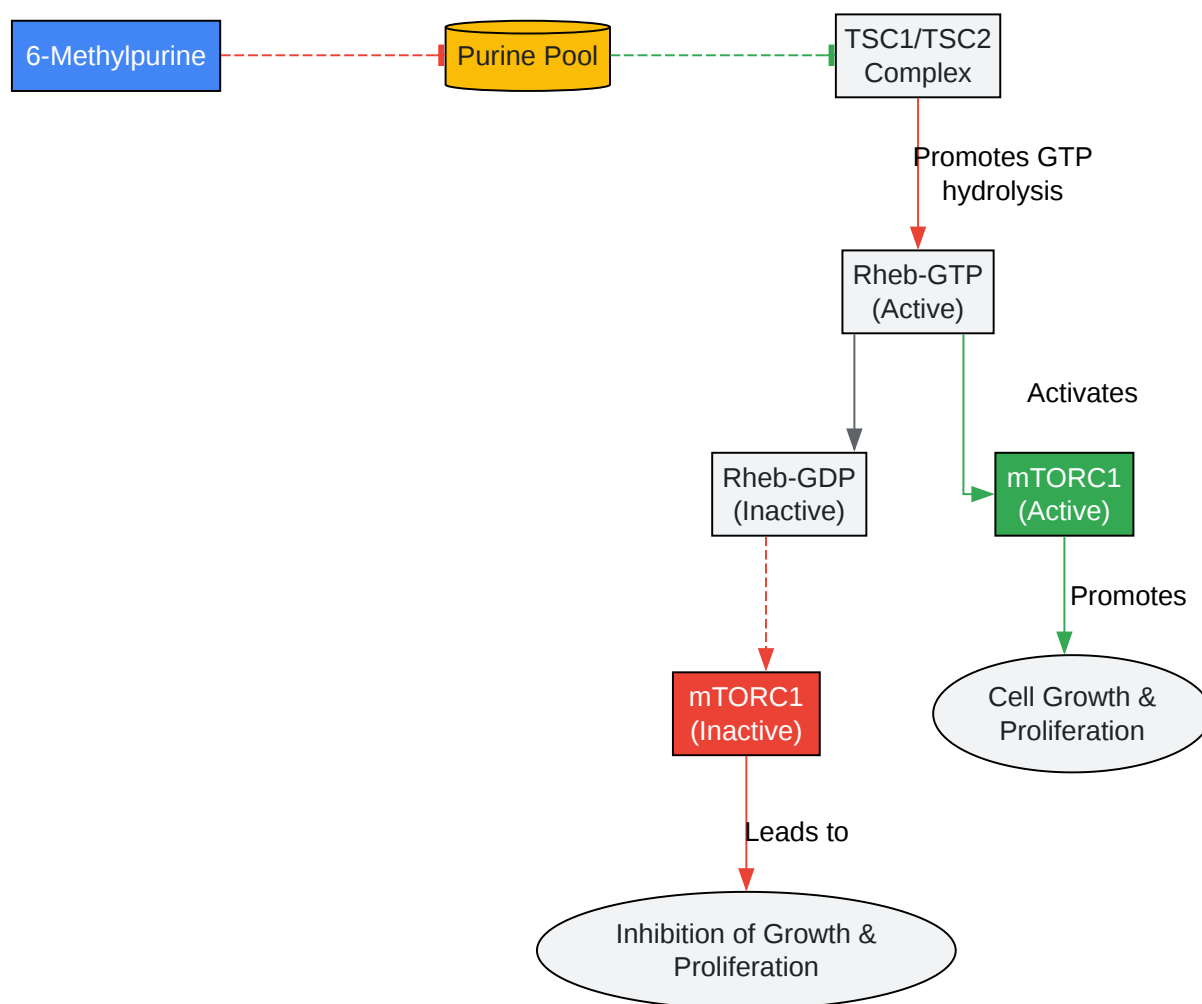 6-Methylpurine
Purine Pool
TSC1/TSC2
Complex
Promotes GTP
hydrolysis
Rheb-GTP
(Active)
Activates
Rheb-GDP
(Inactive)
mTORC1
(Active)
Promotes
mTORC1
(Inactive)
Cell Growth &
Proliferation
Leads to
Inhibition of Growth &
Proliferation